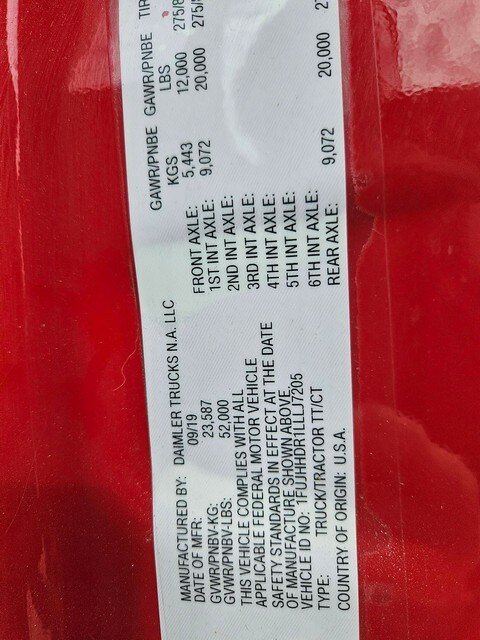 MANUFACTURED BY: DAIMLER TRUCKS N.A. LLC
DATE OF MFR: 09/19
GVWR/PNBV-KG: 23,587
GVWR/PNBV-LBS: 52,000
THIS VEHICLE COMPLIES WITH ALL
APPLICABLE FEDERAL MOTOR VEHICLE
SAFETY STANDARDS IN EFFECT AT THE DATE
OF MANUFACTURE SHOWN ABOVE.
VEHICLE ID NO: 1FUJHHDR1LLLJ7205
TYPE: TRUCK/TRACTOR TT/CT
COUNTRY OF ORIGIN: U.S.A.
GAWR/PNBE GAWR/PNBE
KGS LBS
FRONT AXLE: 5,443 12,000
1ST INT AXLE: 9,072 20,000
2ND INT AXLE:
3RD INT AXLE:
4TH INT AXLE:
5TH INT AXLE:
6TH INT AXLE:
REAR AXLE: 9,072 20,000